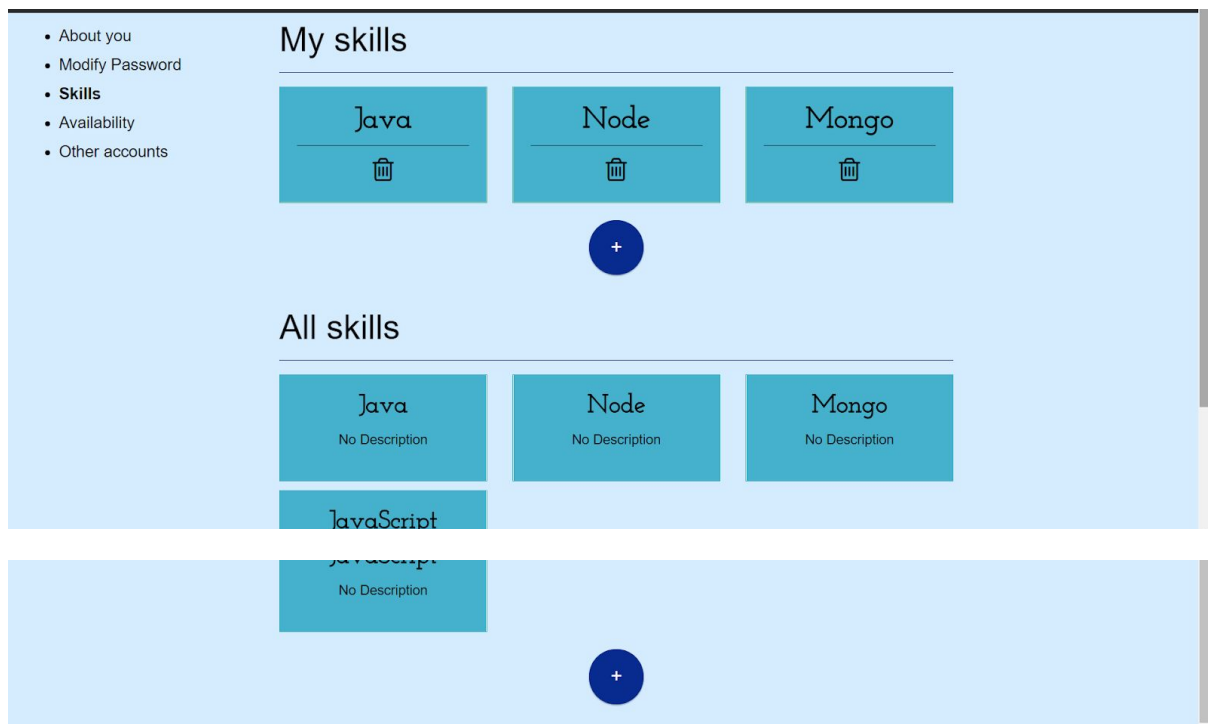 About you
Modify Password
Skills
Availability
Other accounts
My skills
Java Node Mongo
+
All skills
Java Node Mongo
No Description No Description No Description
JavaScript
JavaScript
No Description
+